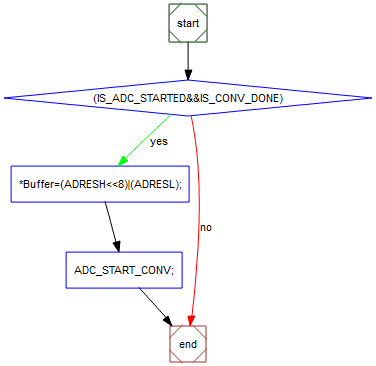 start
(IS_ADC_STARTED&&IS_CONV_DONE)
yes
*Buffer=(ADRESH<<8)|(ADRESL);
no
ADC_START_CONV;
end